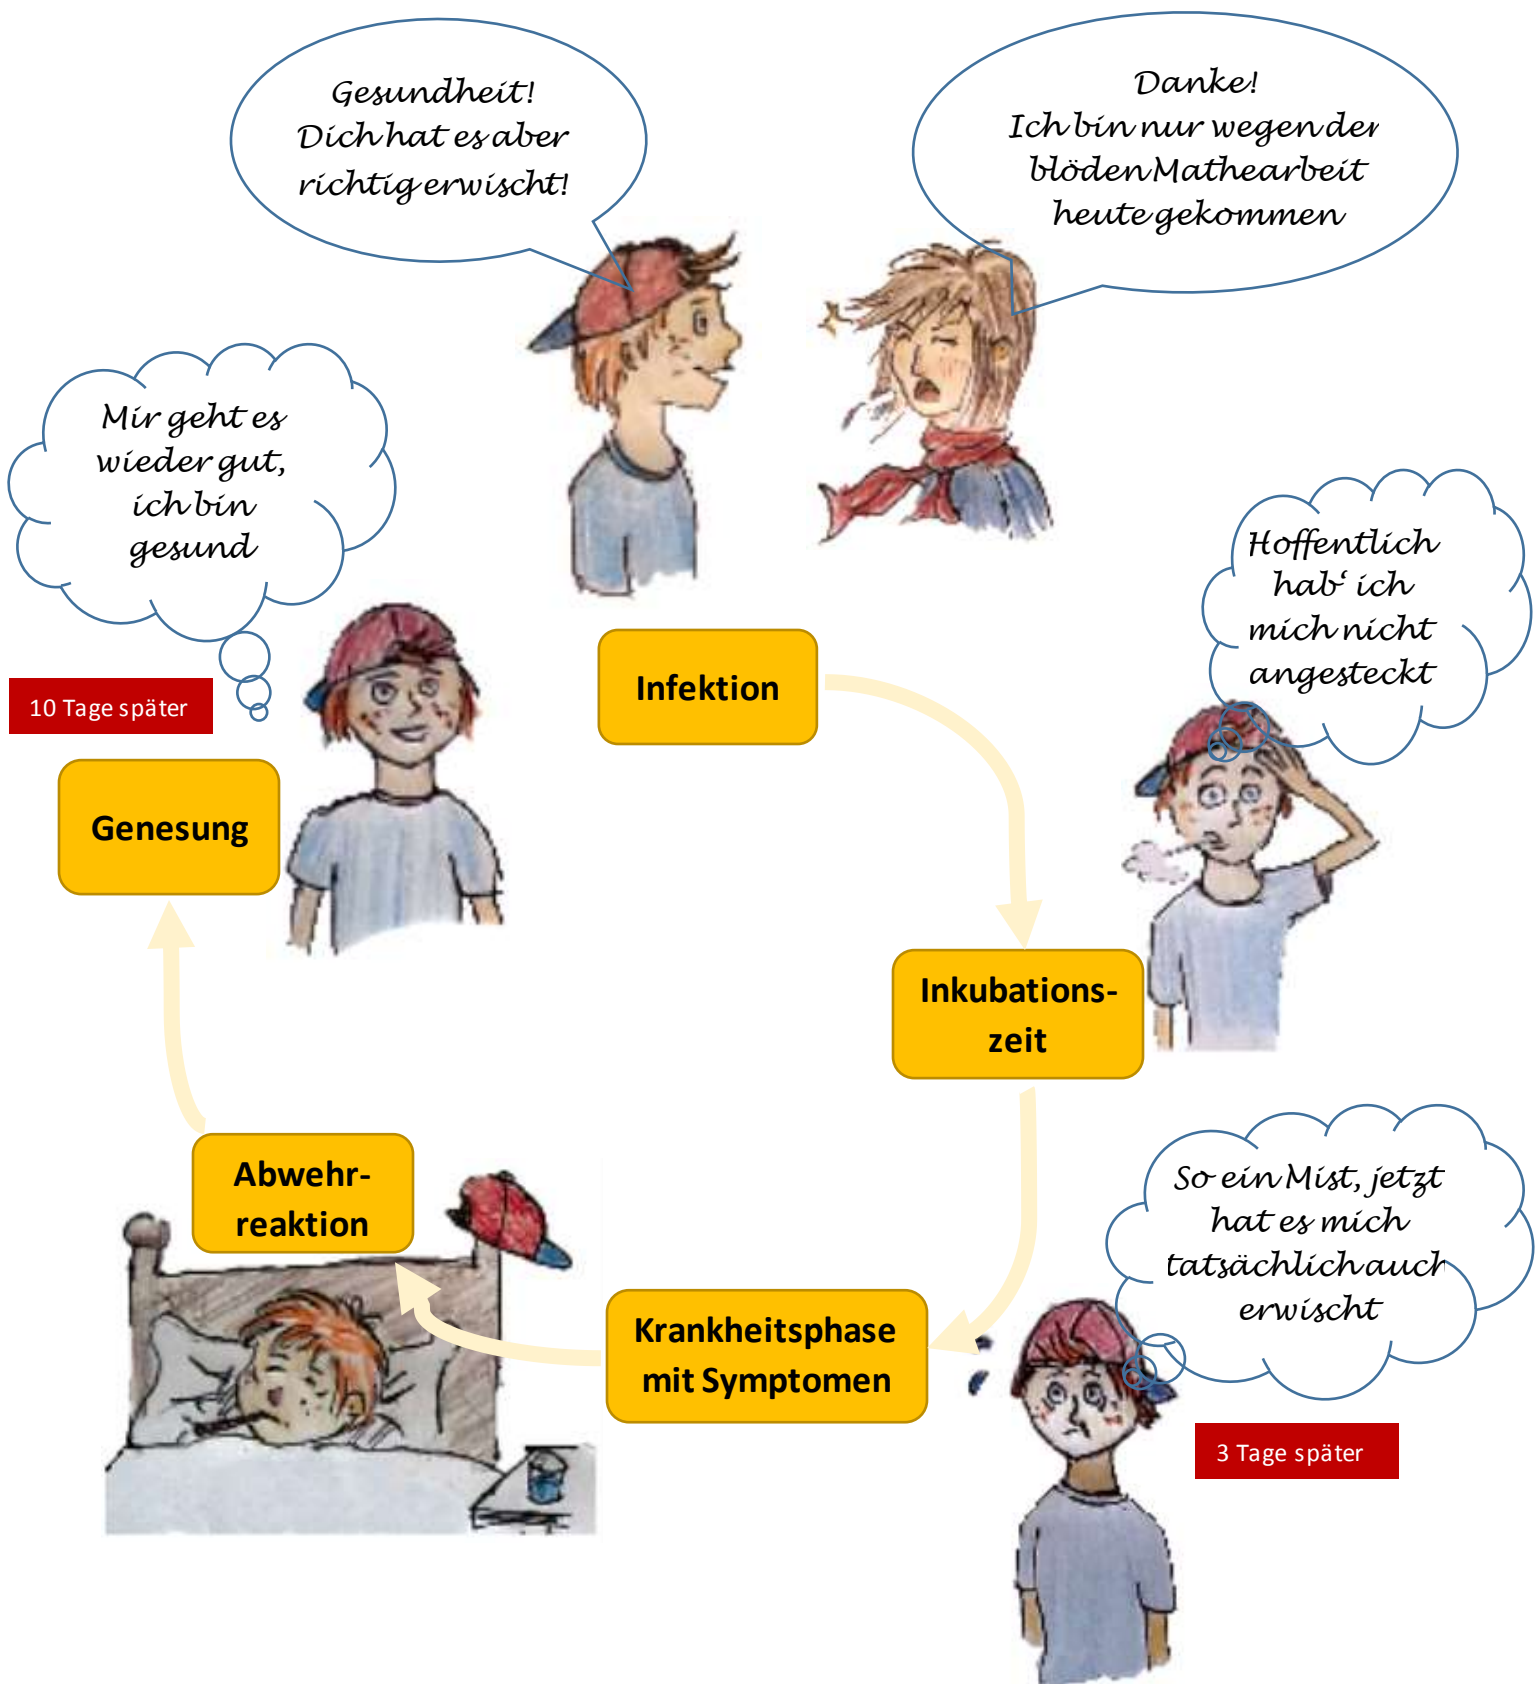 Gesundheit!
Dich hat es aber
richtig erwischt!
Danke!
Ich bin nur wegen der
blöden Mathearbeit
heute gekommen
Infektion
Hoffentlich
hab‘ ich
mich nicht
angesteckt
Inkubations-
zeit
So ein Mist, jetzt
hat es mich
tatsächlich auch
erwischt
3 Tage später
Krankheitsphase
mit Symptomen
Abwehr-
reaktion
Mir geht es
wieder gut,
ich bin
gesund
10 Tage später
Genesung